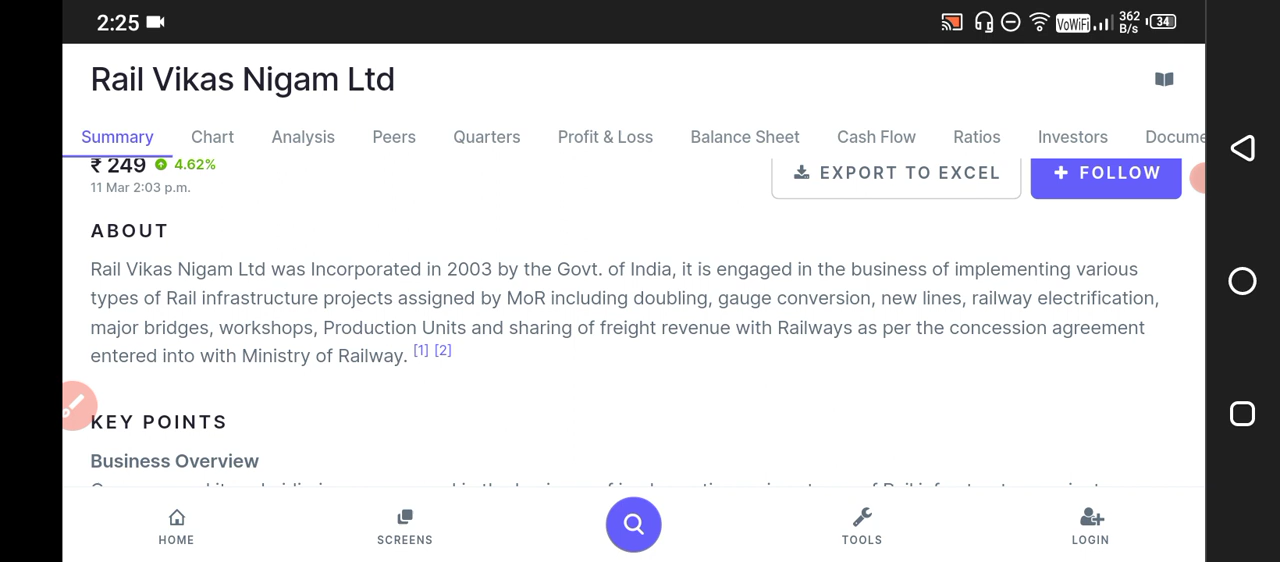 2:25 VoWiFi 362 B/s 34
Rail Vikas Nigam Ltd
Summary Chart Analysis Peers Quarters Profit & Loss Balance Sheet Cash Flow Ratios Investors Docume
₹ 249 4.62%
EXPORT TO EXCEL + FOLLOW
11 Mar 2:03 p.m.
ABOUT
Rail Vikas Nigam Ltd was Incorporated in 2003 by the Govt. of India, it is engaged in the business of implementing various
types of Rail infrastructure projects assigned by MoR including doubling, gauge conversion, new lines, railway electrification,
major bridges, workshops, Production Units and sharing of freight revenue with Railways as per the concession agreement
entered into with Ministry of Railway. [1] [2]
KEY POINTS
Business Overview
HOME SCREENS TOOLS LOGIN